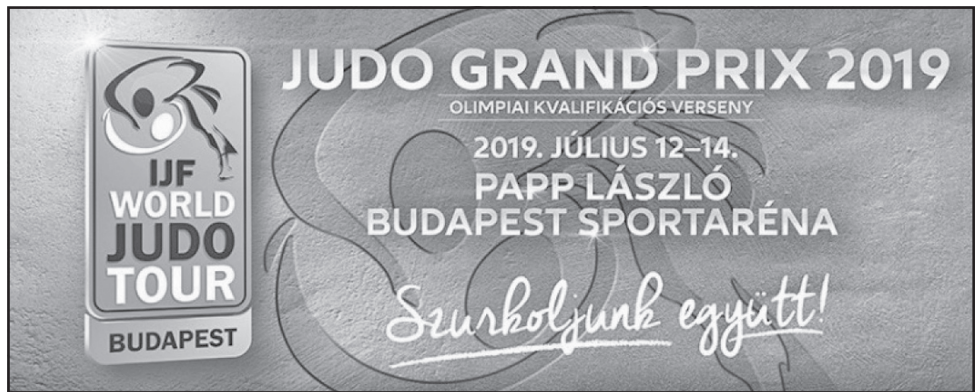 IJF
WORLD
JUDO
TOUR
BUDAPEST
JUDO GRAND PRIX 2019
OLIMPIAI KVALIFIKÁCIÓS VERSENY
2019. JÚLIUS 12–14.
PAPP LÁSZLÓ
BUDAPEST SPORTARÉNA
Szurkoljunk együtt!